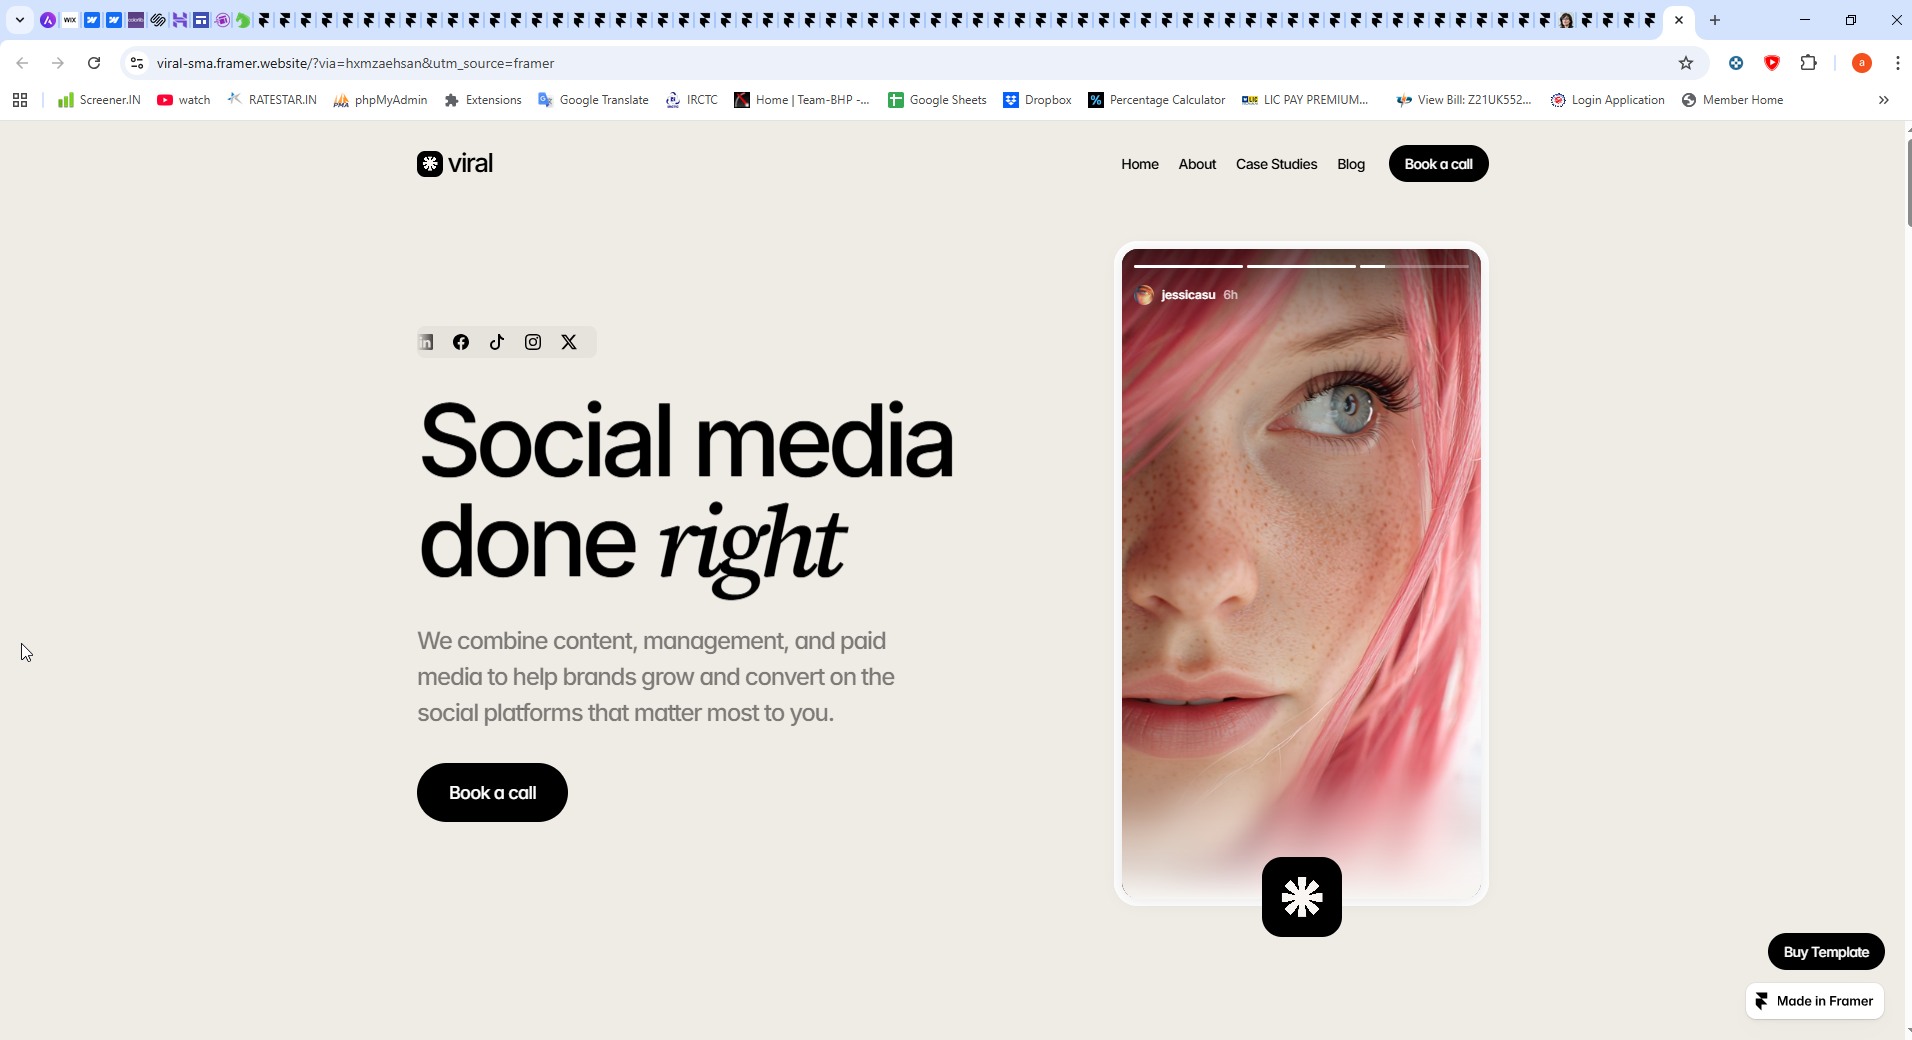 WIX
viral-sma.framer.website/?via=hxmzaehsan&utm_source=framer
a
Screener.IN
watch
RATESTAR.IN
phpMyAdmin
Extensions
Google Translate
IRCTC
Home | Team-BHP -...
Google Sheets
Dropbox
Percentage Calculator
LIC PAY PREMIUM...
View Bill: Z21UK552...
Login Application
Member Home
viral
Home
About
Case Studies
Blog
Book a call
jessicasu 6h
Social media
done right
We combine content, management, and paid
media to help brands grow and convert on the
social platforms that matter most to you.
Book a call
Buy Template
Made in Framer